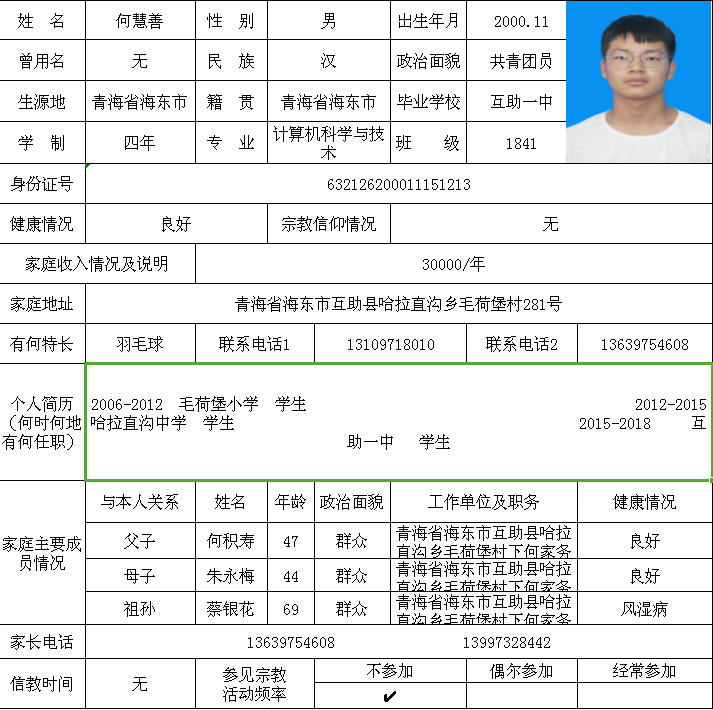 姓 名 何慧善 性 别 男 出生年月 2000.11
曾用名 无 民 族 汉 政治面貌 共青团员
生源地 青海省海东市 籍 贯 青海省海东市 毕业学校 互助一中
学 制 四年 专 业 计算机科学与技术 班 级 1841
身份证号 632126200011151213
健康情况 良好 宗教信仰情况 无
家庭收入情况及说明 30000/年
家庭地址 青海省海东市互助县哈拉直沟乡毛荷堡村281号
有何特长 羽毛球 联系电话1 13109718010 联系电话2 13639754608
个人简历
（何时何地
有何任职）
2006-2012 毛荷堡小学 学生 2012-2015
哈拉直沟中学 学生 2015-2018 互
助一中 学生
家庭主要成
员情况
与本人关系 姓名 年龄 政治面貌 工作单位及职务 健康情况
父子 何积寿 47 群众 青海省海东市互助县哈拉
直沟乡毛荷堡村下何家务 良好
母子 朱永梅 44 群众 青海省海东市互助县哈拉
直沟乡毛荷堡村下何家务 良好
祖孙 蔡银花 69 群众 青海省海东市互助县哈拉
直沟乡毛荷堡村下何家务 风湿病
家长电话 13639754608 13997328442
信教时间 无 参见宗教
活动频率 不参加 偶尔参加 经常参加
✔